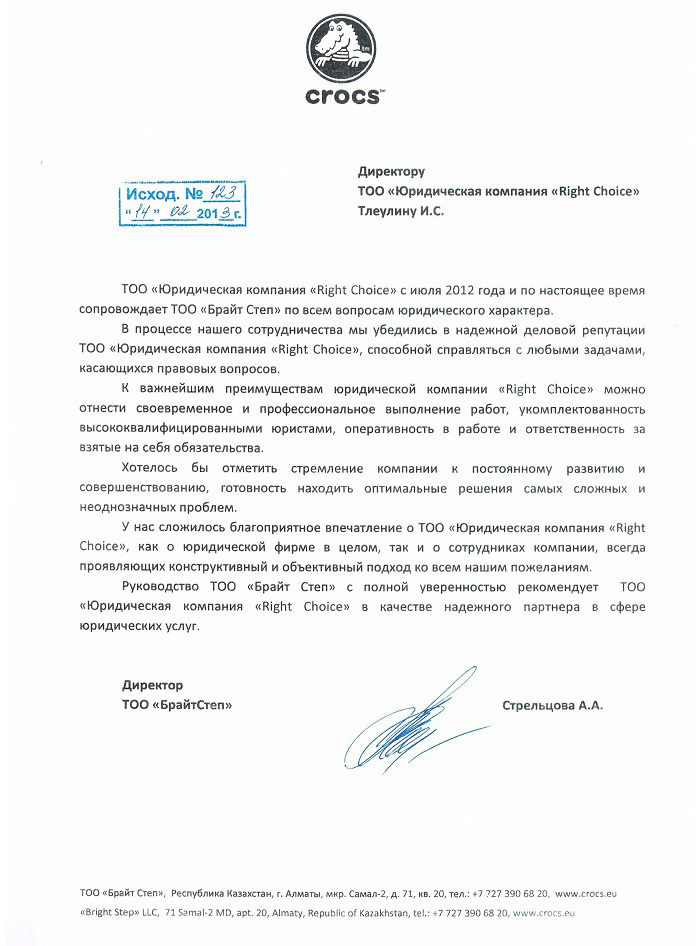 crocs™
Директору
ТОО «Юридическая компания «Right Choice»
Тлеулину И.С.
Исход. № 123
"14" 02 2013 г.
ТОО «Юридическая компания «Right Choice» с июля 2012 года и по настоящее время
сопровождает ТОО «Брайт Степ» по всем вопросам юридического характера.
В процессе нашего сотрудничества мы убедились в надежной деловой репутации
ТОО «Юридическая компания «Right Choice», способной справляться с любыми задачами,
касающихся правовых вопросов.
К важнейшим преимуществам юридической компании «Right Choice» можно
отнести своевременное и профессиональное выполнение работ, укомплектованность
высококвалифицированными юристами, оперативность в работе и ответственность за
взятые на себя обязательства.
Хотелось бы отметить стремление компании к постоянному развитию и
совершенствованию, готовность находить оптимальные решения самых сложных и
неоднозначных проблем.
У нас сложилось благоприятное впечатление о ТОО «Юридическая компания «Right
Choice», как о юридической фирме в целом, так и о сотрудниках компании, всегда
проявляющих конструктивный и объективный подход ко всем нашим пожеланиям.
Руководство ТОО «Брайт Степ» с полной уверенностью рекомендует ТОО
«Юридическая компания «Right Choice» в качестве надежного партнера в сфере
юридических услуг.
Директор
ТОО «БрайтСтеп»
Стрельцова А.А.
ТОО «Брайт Степ», Республика Казахстан, г. Алматы, мкр. Самал-2, д. 71, кв. 20, тел.: +7 727 390 68 20, www.crocs.eu
«Bright Step» LLC, 71 Samal-2 MD, apt. 20, Almaty, Republic of Kazakhstan, tel.: +7 727 390 68 20, www.crocs.eu